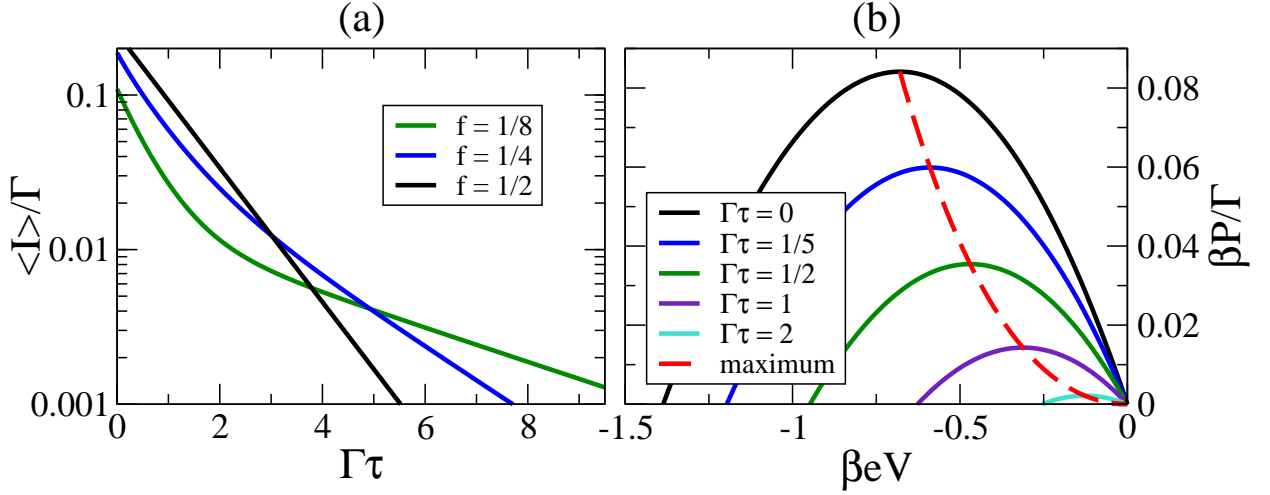 (a)
<I>/Γ
0.1
0.01
0.001
0
2
4
6
8
Γτ
f = 1/8
f = 1/4
f = 1/2
(b)
βP/Γ
0.08
0.06
0.04
0.02
0
-1.5
-1
-0.5
0
βeV
Γτ = 0
Γτ = 1/5
Γτ = 1/2
Γτ = 1
Γτ = 2
maximum